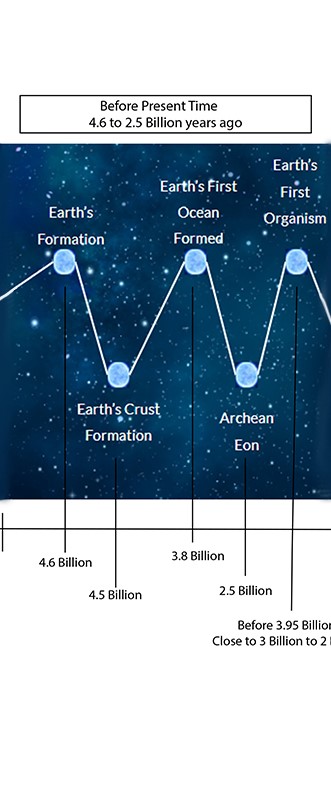 Before Present Time
4.6 to 2.5 Billion years ago
Earth's
First
Organism
Earth's First
Ocean
Formed
Earth's
Formation
Earth's Crust
Formation
Archean
Eon
4.6 Billion
4.5 Billion
3.8 Billion
2.5 Billion
Before 3.95 Billion
Close to 3 Billion to 2